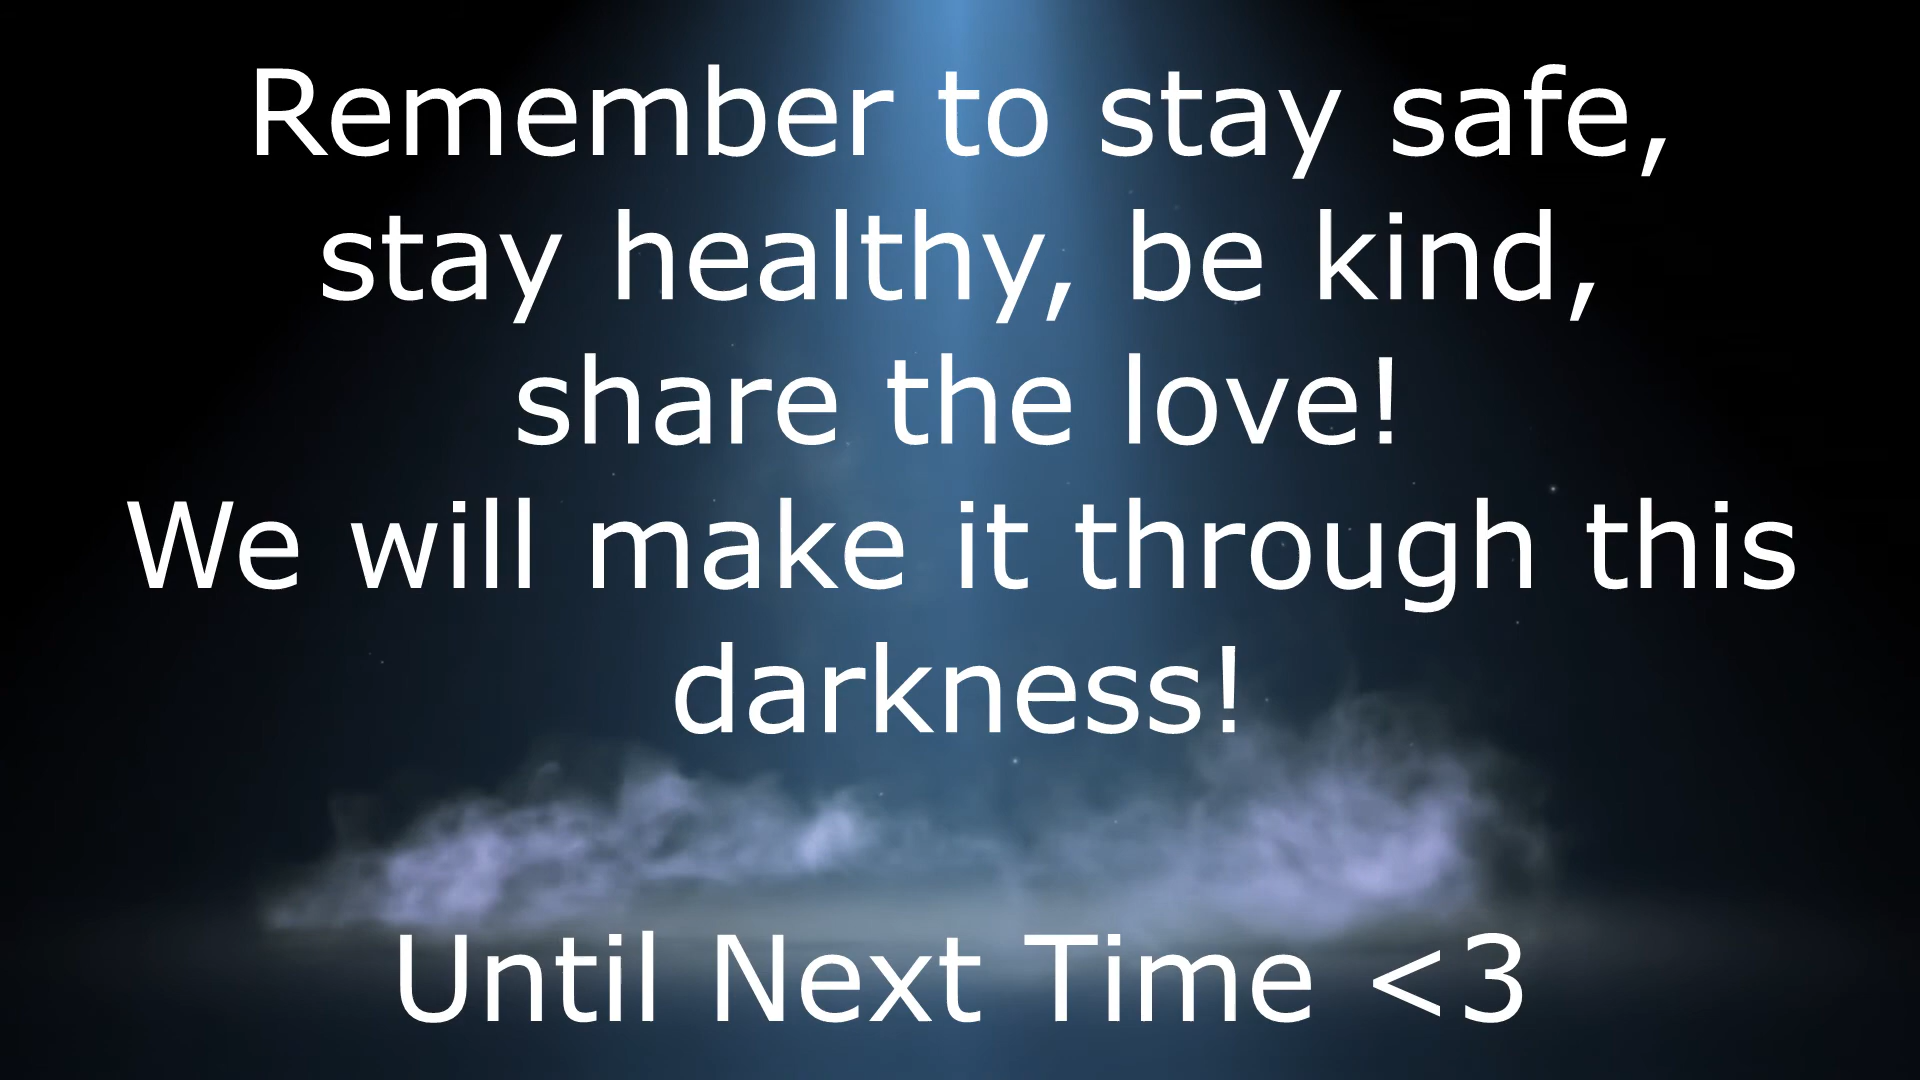 Remember to stay safe,
stay healthy, be kind,
share the love!
We will make it through this
darkness!
Until Next Time <3